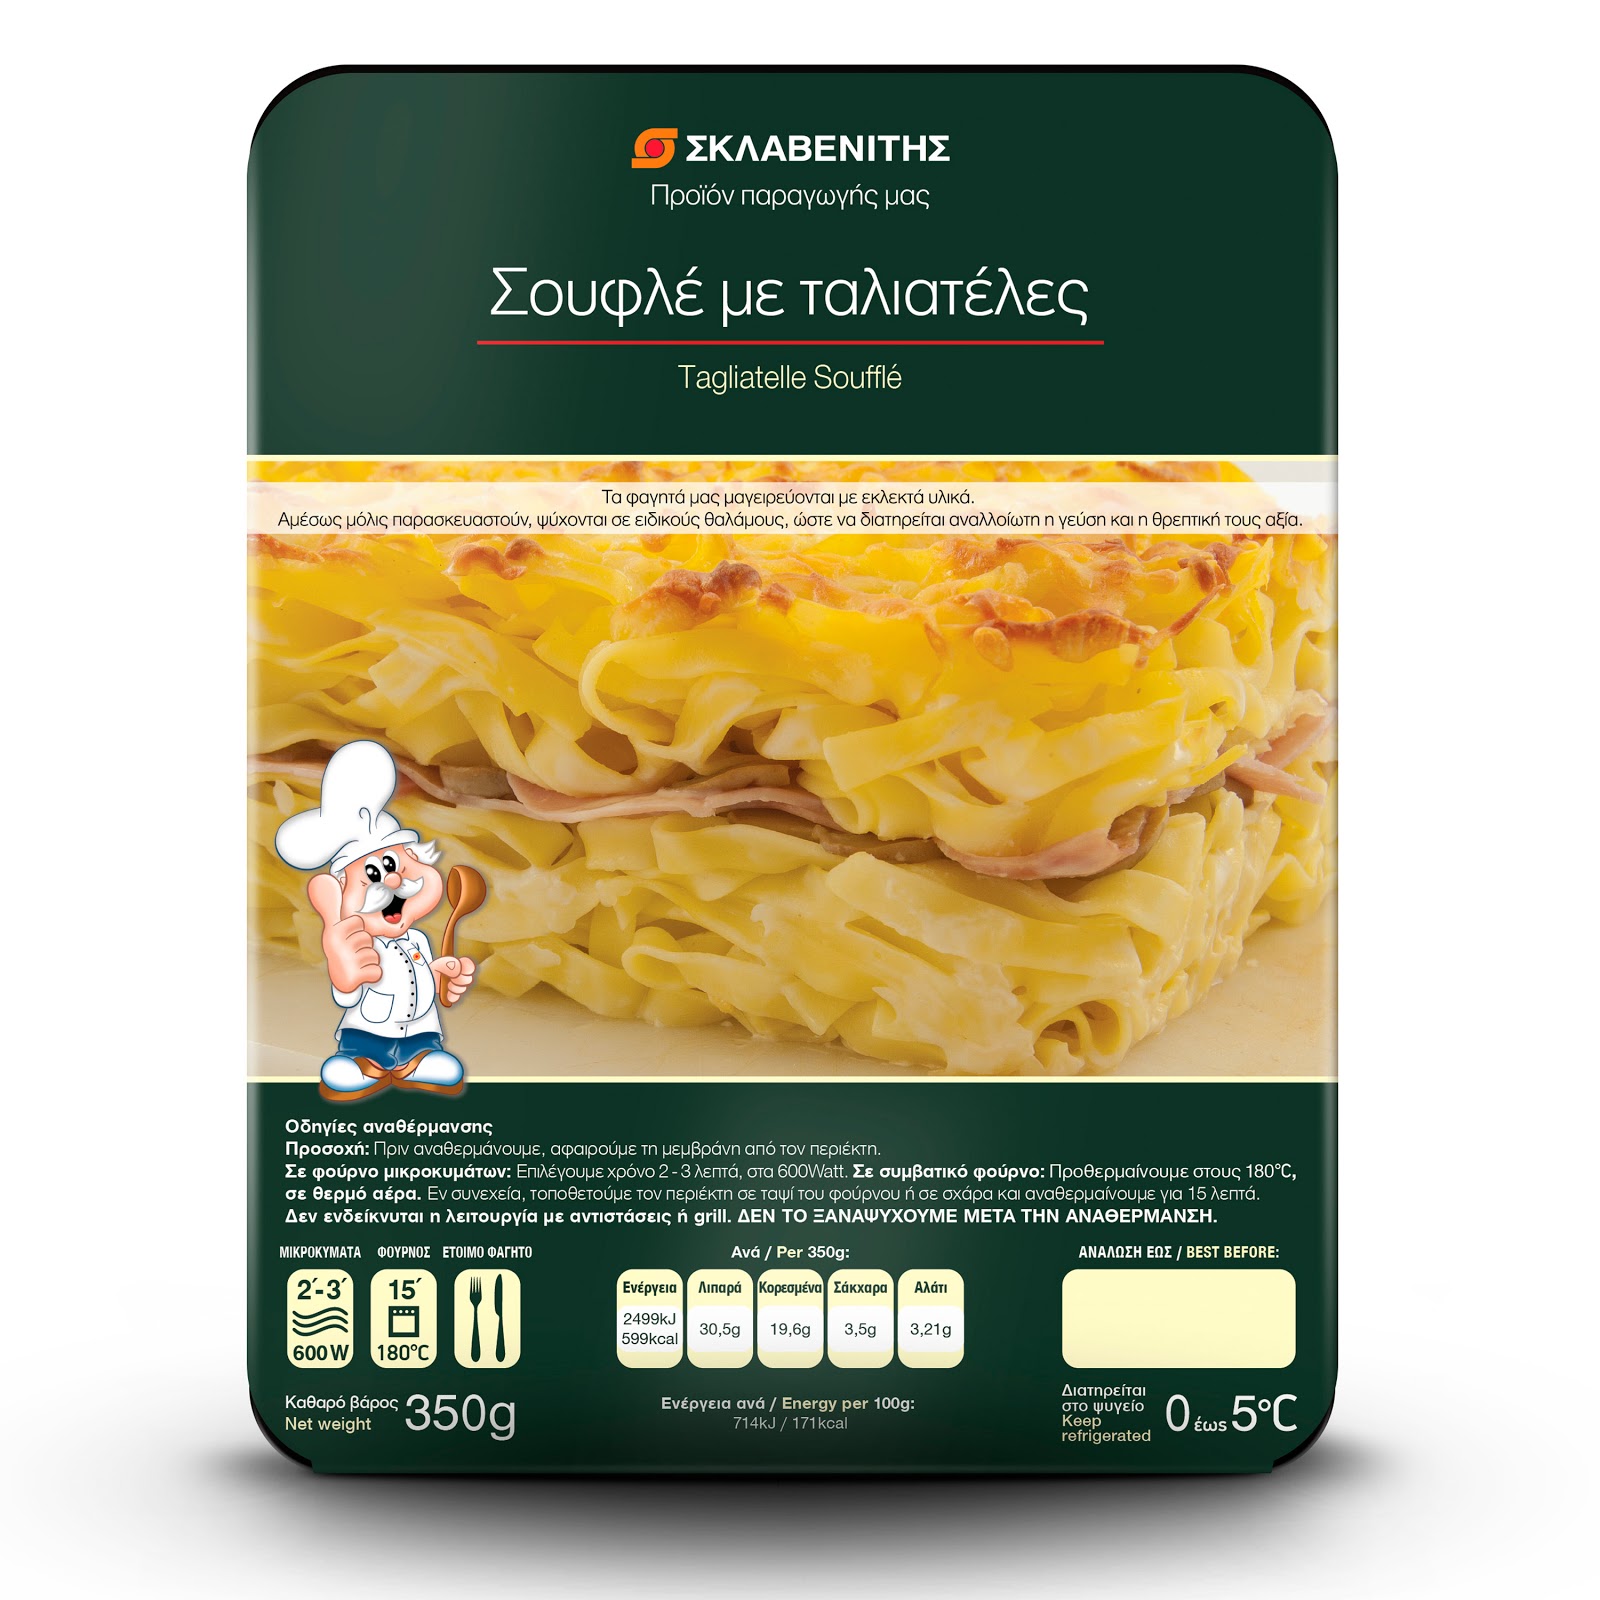 ΣΚΛΑΒΕΝΙΤΗΣ
Προϊόν παραγωγής μας
Σουφλέ με ταλιατέλες
Tagliatelle Soufflé
Τα φαγητά μας μαγειρεύονται με εκλεκτά υλικά.
Αμέσως μόλις παρασκευαστούν, ψύχονται σε ειδικούς θαλάμους, ώστε να διατηρείται αναλλοίωτη η γεύση και η θρεπτική τους αξία.
Οδηγίες αναθέρμανσης
Προσοχή: Πριν αναθερμάνουμε, αφαιρούμε τη μεμβράνη από τον περιέκτη.
Σε φούρνο μικροκυμάτων: Επιλέγουμε χρόνο 2 - 3 λεπτά, στα 600Watt. Σε συμβατικό φούρνο: Προθερμαίνουμε στους 180°C,
σε θερμό αέρα. Εν συνεχεία, τοποθετούμε τον περιέκτη σε ταψί του φούρνου ή σε σχάρα και αναθερμαίνουμε για 15 λεπτά.
Δεν ενδείκνυται η λειτουργία με αντιστάσεις ή grill. ΔΕΝ ΤΟ ΞΑΝΑΨΥΧΟΥΜΕ ΜΕΤΑ ΤΗΝ ΑΝΑΘΕΡΜΑΝΣΗ.
ΜΙΚΡΟΚΥΜΑΤΑ ΦΟΥΡΝΟΣ ΕΤΟΙΜΟ ΦΑΓΗΤΟ
2΄-3΄ 15΄
600W 180°C
Ανά / Per 350g:
Ενέργεια Λιπαρά Κορεσμένα Σάκχαρα Αλάτι
2499kJ
599kcal 30,5g 19,6g 3,5g 3,21g
ΑΝΑΛΩΣΗ ΕΩΣ / BEST BEFORE:
Καθαρό βάρος
Net weight 350g
Ενέργεια ανά / Energy per 100g:
714kJ / 171kcal
Διατηρείται
στο ψυγείο
Keep
refrigerated
0 έως 5°C